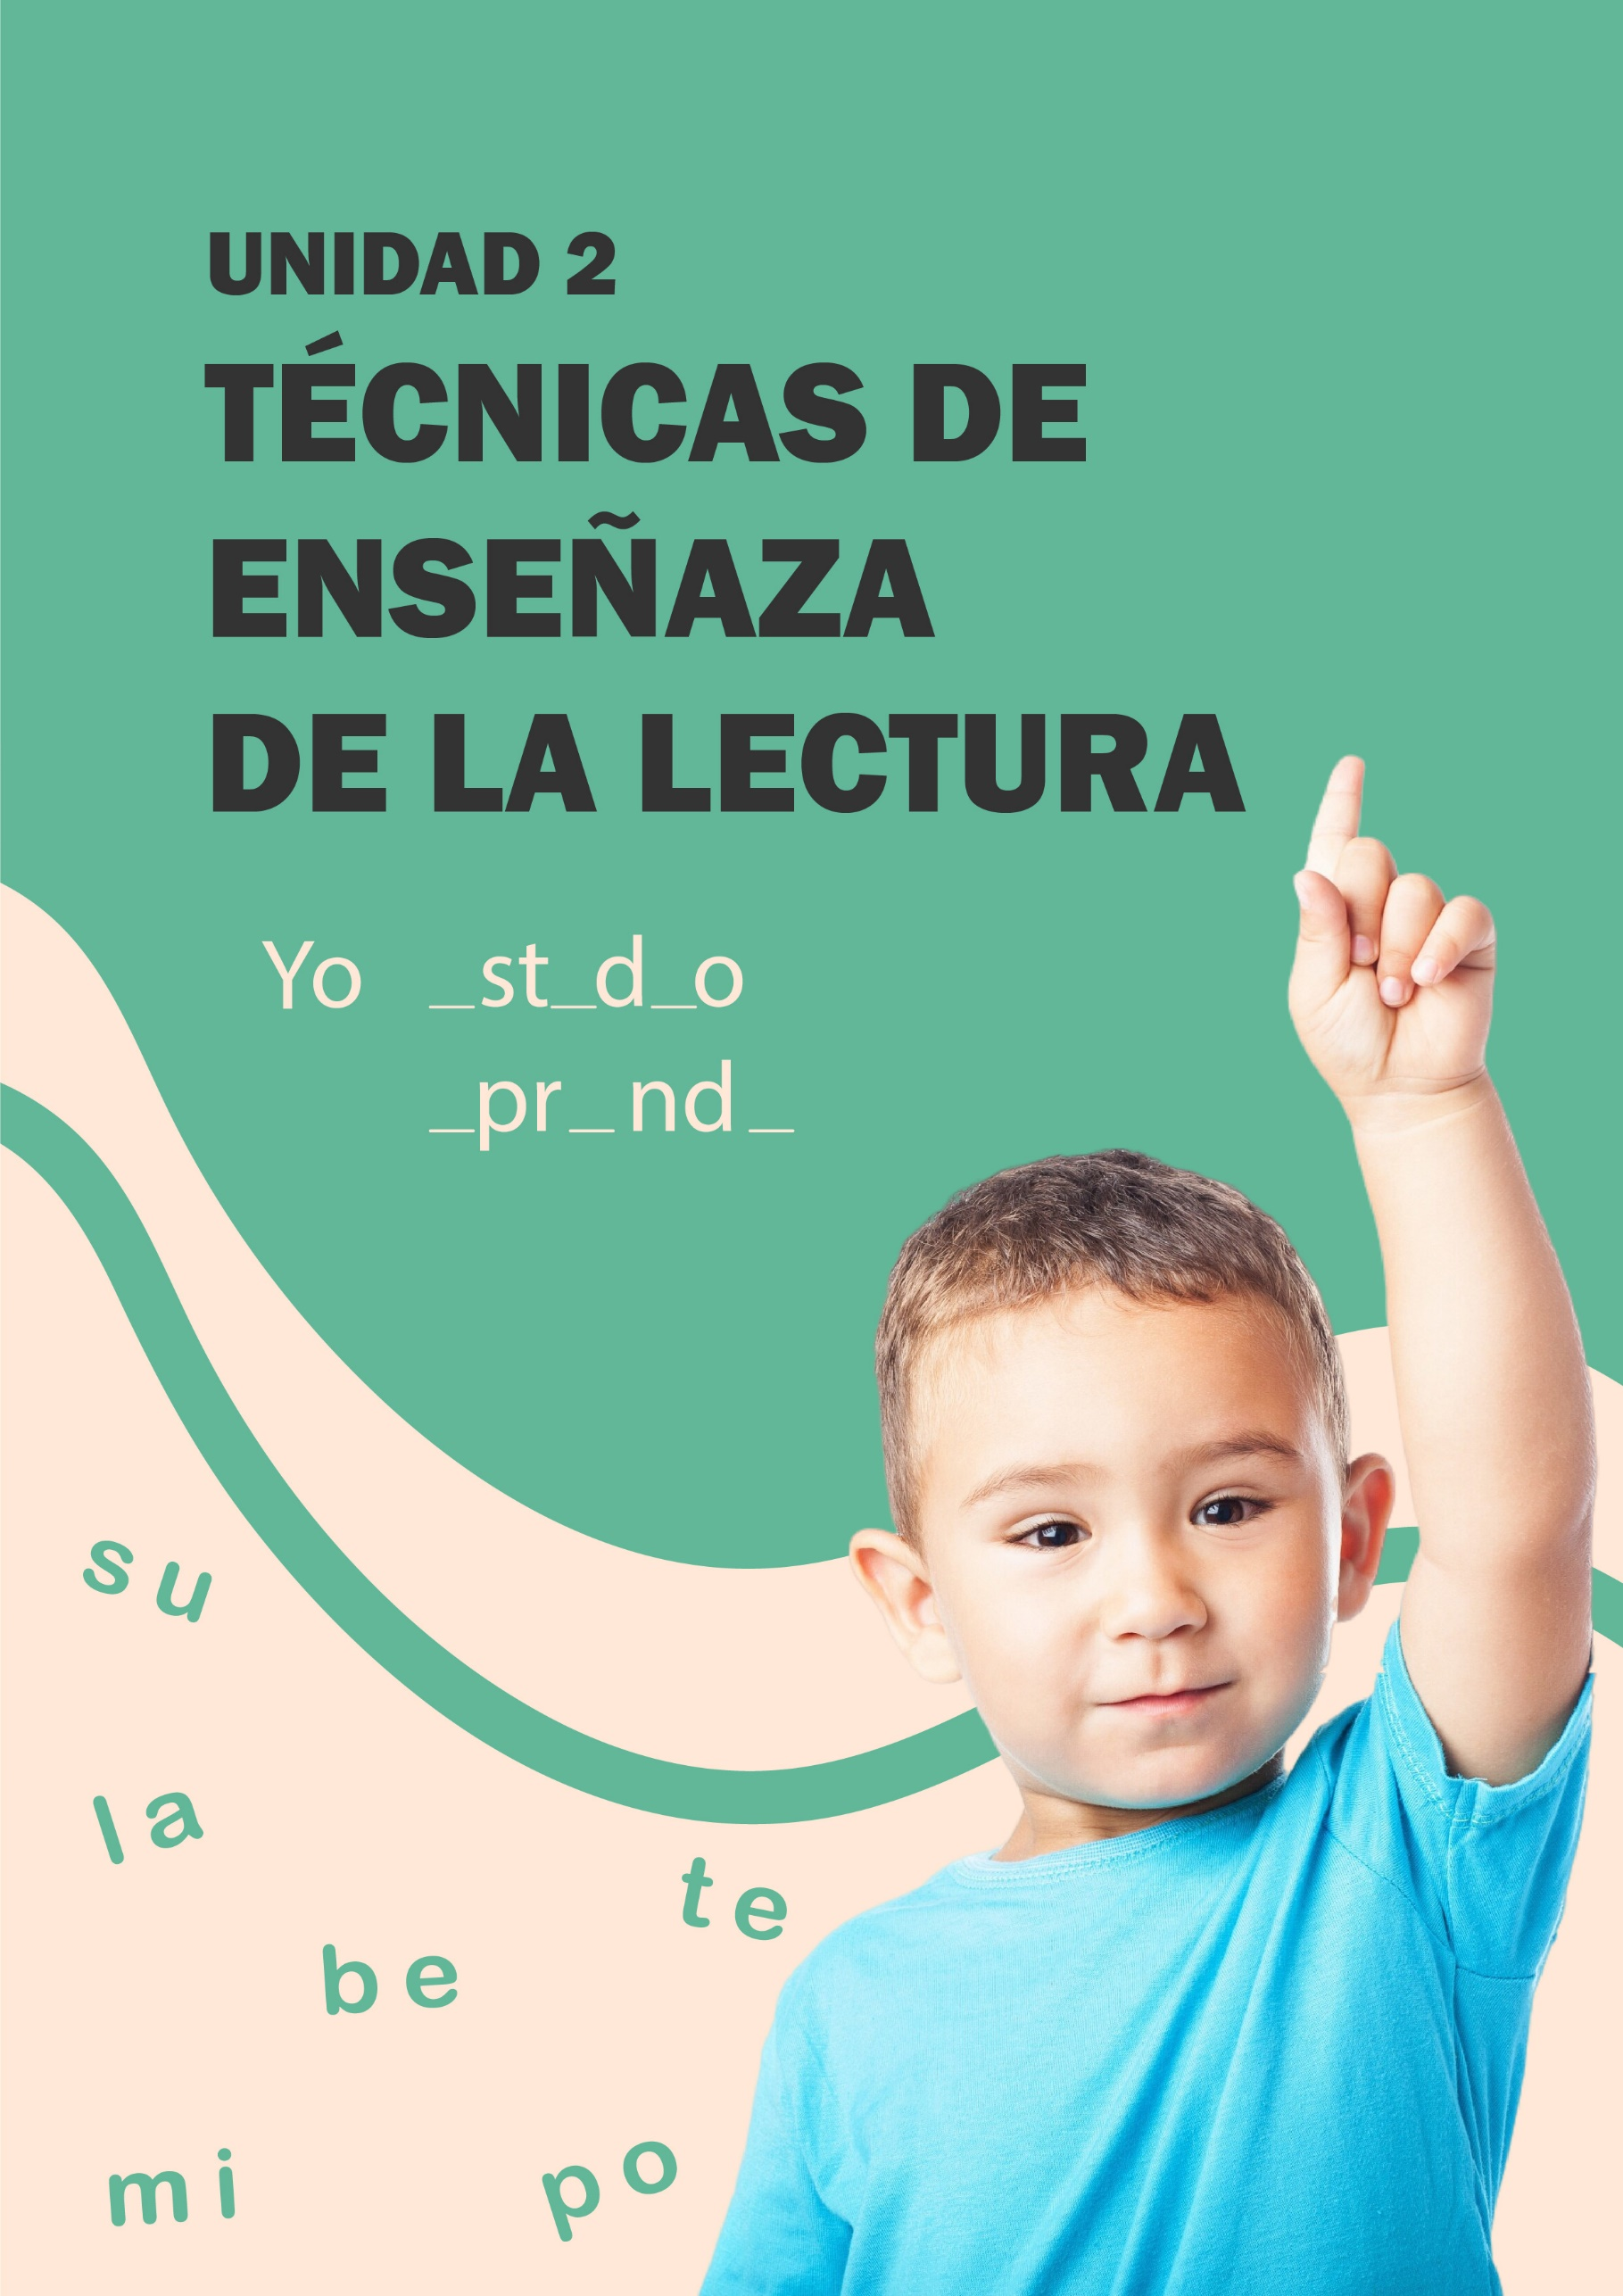 UNIDAD 2
TÉCNICAS DE
ENSEÑAZA
DE LA LECTURA
Yo _st_d_o
_pr_nd_
su
la
te
be
mi
po